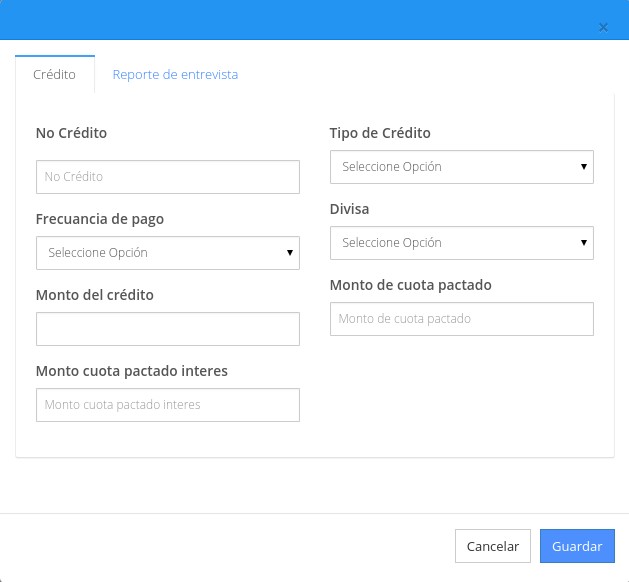 ×
Crédito
Reporte de entrevista
No Crédito
No Crédito
Tipo de Crédito
Seleccione Opción
Frecuancia de pago
Seleccione Opción
Divisa
Seleccione Opción
Monto del crédito
Monto de cuota pactado
Monto de cuota pactado
Monto cuota pactado interes
Monto cuota pactado interes
Cancelar
Guardar